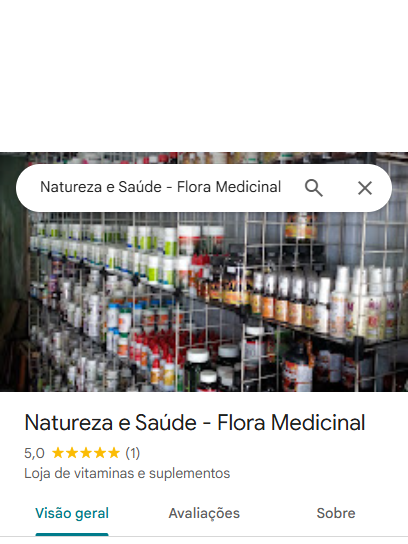 Natureza e Saúde - Flora Medicinal
Natureza e Saúde - Flora Medicinal
5,0 ★★★★★ (1)
Loja de vitaminas e suplementos
Visão geral
Avaliações
Sobre